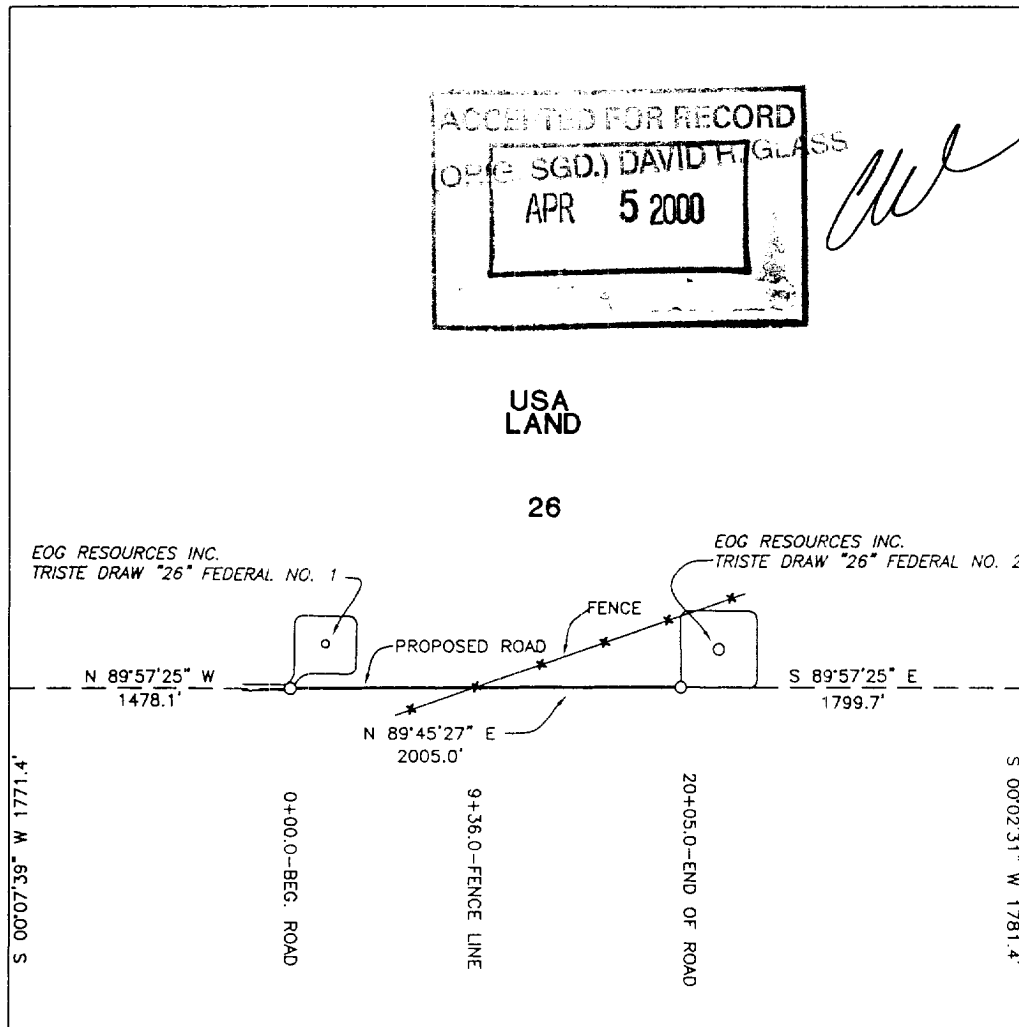 ACCEPTED FOR RECORD
(ORIG. SGD.) DAVID R. GLASS
APR 5 2000
USA
LAND
26
EOG RESOURCES INC.
TRISTE DRAW "26" FEDERAL NO. 1
EOG RESOURCES INC.
TRISTE DRAW "26" FEDERAL NO. 2
FENCE
PROPOSED ROAD
N 89°57'25" W
1478.1'
S 89°57'25" E
1799.7'
N 89°45'27" E
2005.0'
S 00°07'39" W 1771.4'
0+00.0-BEG. ROAD
9+36.0-FENCE LINE
20+05.0-END OF ROAD
S 00°02'31" W 1781.4'